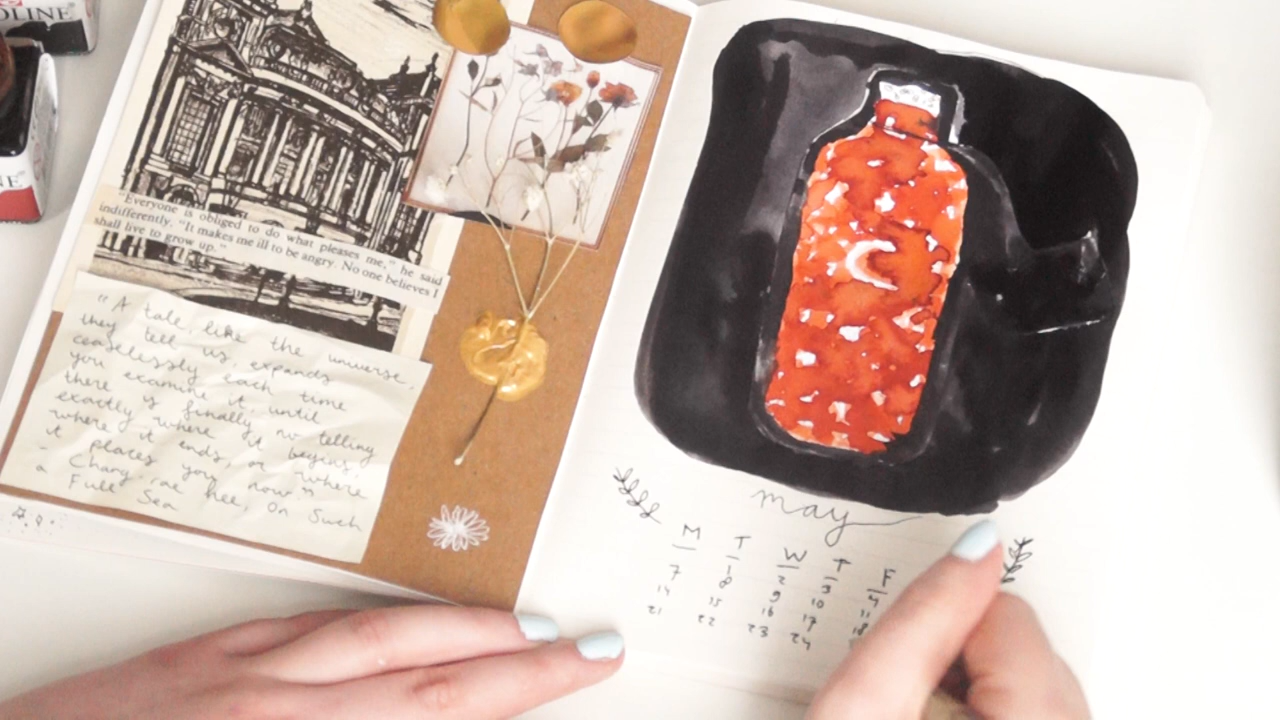 OLINE
NE
Everyone is obliged to do what pleases me," he said
indifferently. "It makes me ill to be angry. No one believes I
shall live to grow up."
"A tale, like the universe,
they tell us expands
ceaselessly each time
you examine it, until
there is finally no telling
exactly where it begins,
where it ends, or where
it places you now"
- Chang-rae Lee, On Such
a Full Sea
may
M T W T F
1 2 3 4
7 8 9 10 11
14 15 16 17 18
21 22 23 24